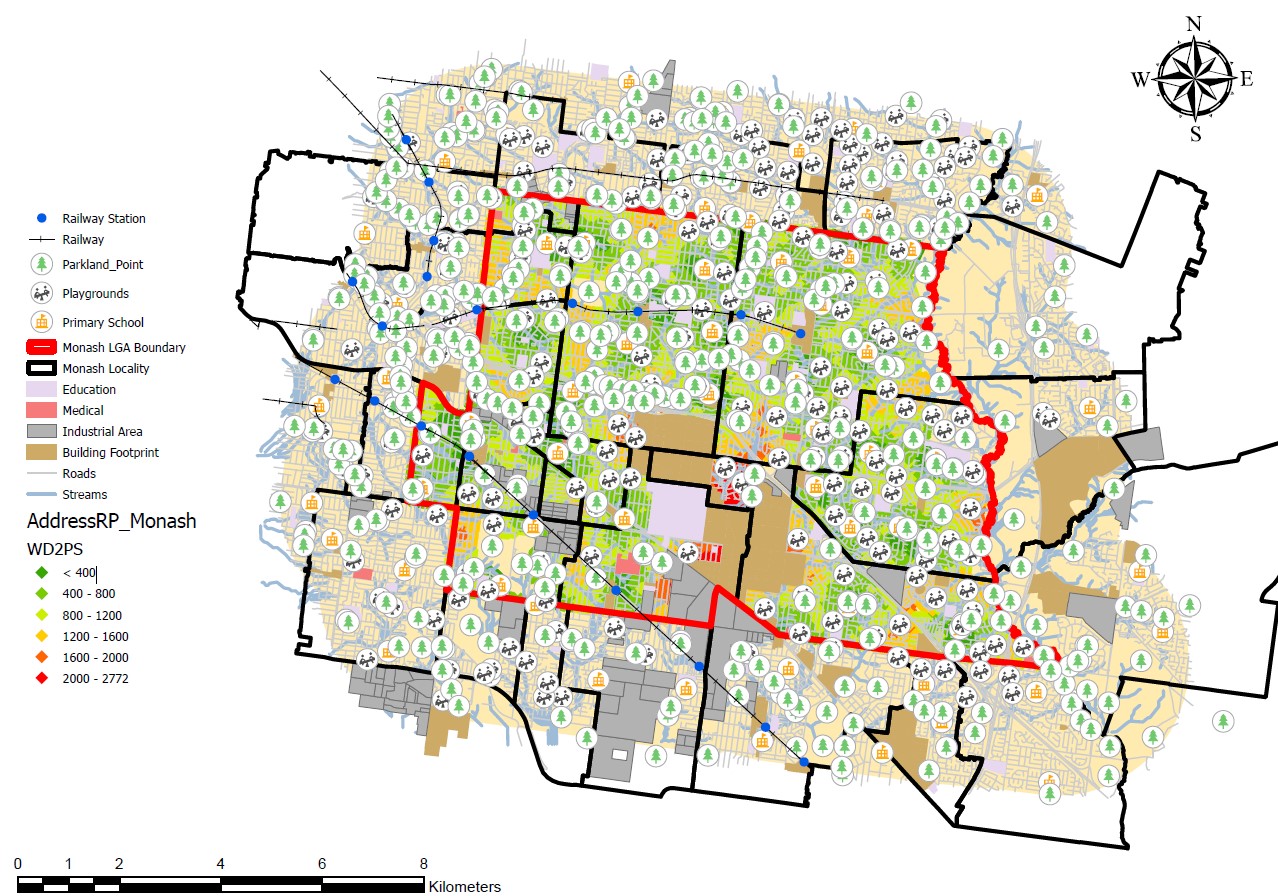 N
W E
S
Railway Station
Railway
Parkland_Point
Playgrounds
Primary School
Monash LGA Boundary
Monash Locality
Education
Medical
Industrial Area
Building Footprint
Roads
Streams
AddressRP_Monash
WD2PS
< 400
400 - 800
800 - 1200
1200 - 1600
1600 - 2000
2000 - 2772
0 1 2 4 6 8
Kilometers